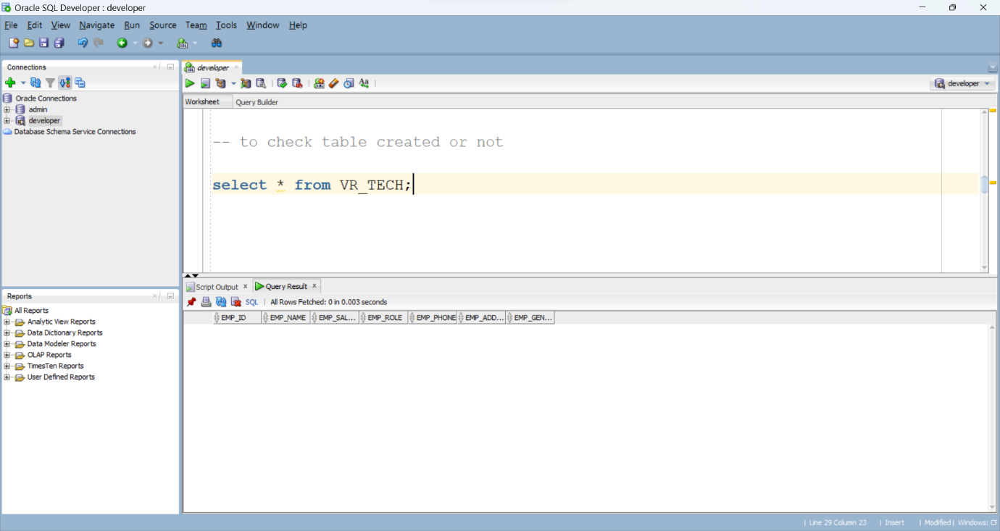 Oracle SQL Developer : developer
File Edit View Navigate Run Source Team Tools Window Help
Connections
Oracle Connections
admin
developer
Database Schema Service Connections
Reports
All Reports
Analytic View Reports
Data Dictionary Reports
Data Modeler Reports
OLAP Reports
TimesTen Reports
User Defined Reports
developer
developer
Worksheet Query Builder
-- to check table created or not
select * from VR_TECH;
Script Output x Query Result x
SQL | All Rows Fetched: 0 in 0.003 seconds
EMP_ID EMP_NAME EMP_SAL... EMP_ROLE EMP_PHONE EMP_ADD... EMP_GEN...
| Line 29 Column 23 | Insert | Modified | Windows: